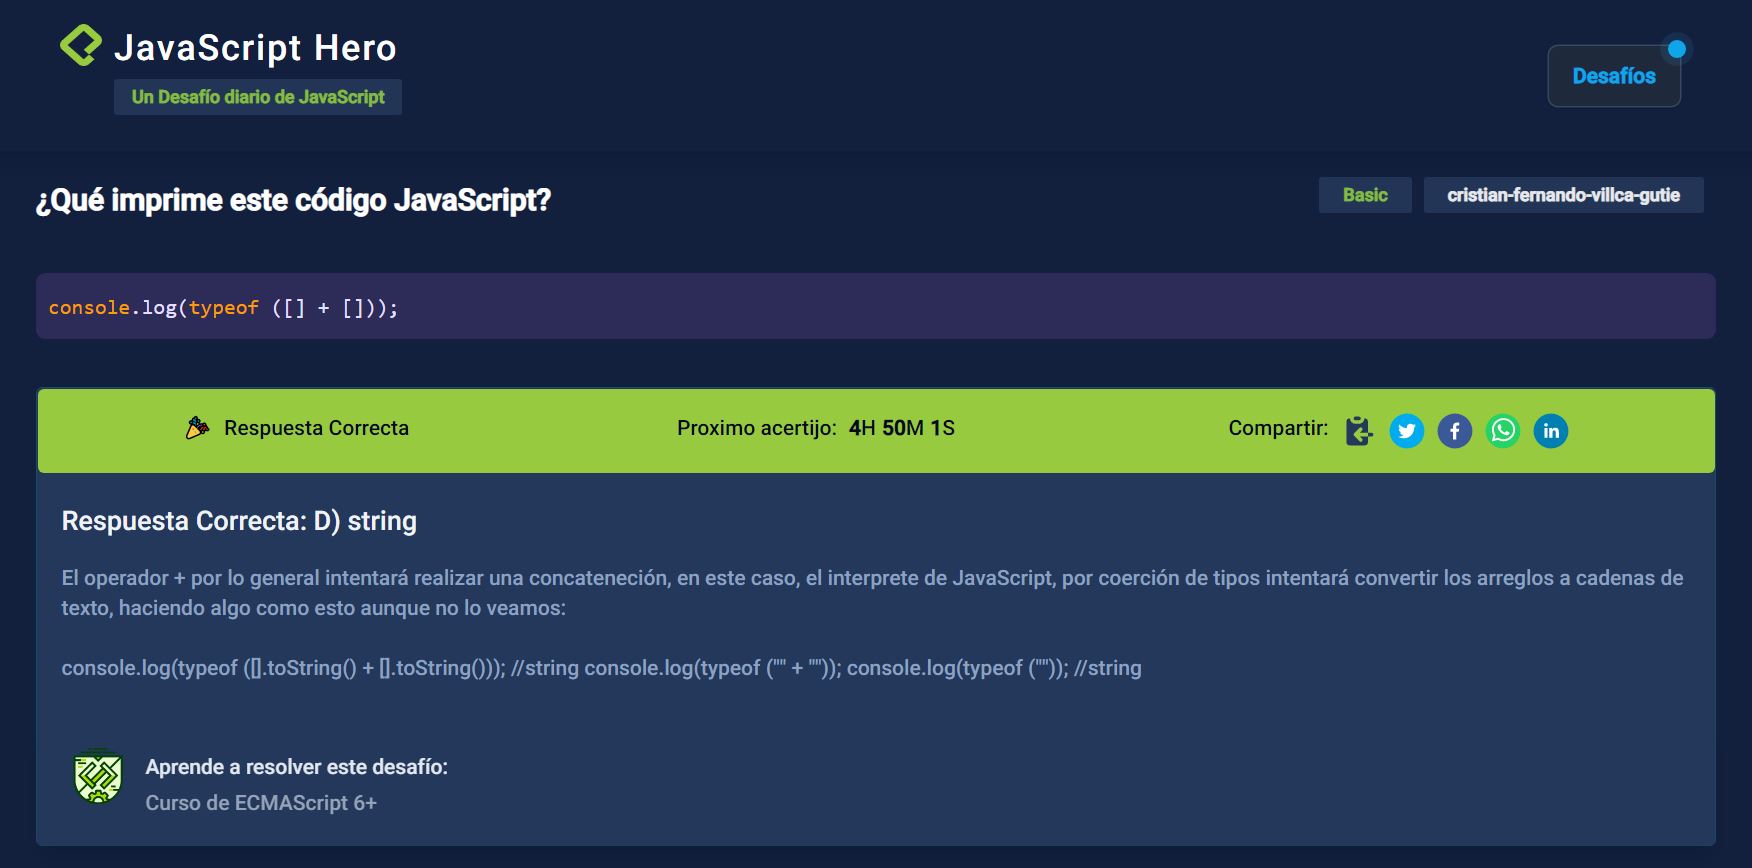 JavaScript Hero
Un Desafío diario de JavaScript
Desafíos
¿Qué imprime este código JavaScript?
Basic
cristian-fernando-villca-gutie
console.log(typeof ([] + []));
Respuesta Correcta
Proximo acertijo: 4H 50M 1S
Compartir:
Respuesta Correcta: D) string
El operador + por lo general intentará realizar una concateneción, en este caso, el interprete de JavaScript, por coerción de tipos intentará convertir los arreglos a cadenas de
texto, haciendo algo como esto aunque no lo veamos:
console.log(typeof ([].toString() + [].toString())); //string console.log(typeof ("" + "")); console.log(typeof ("")); //string
Aprende a resolver este desafío:
Curso de ECMAScript 6+